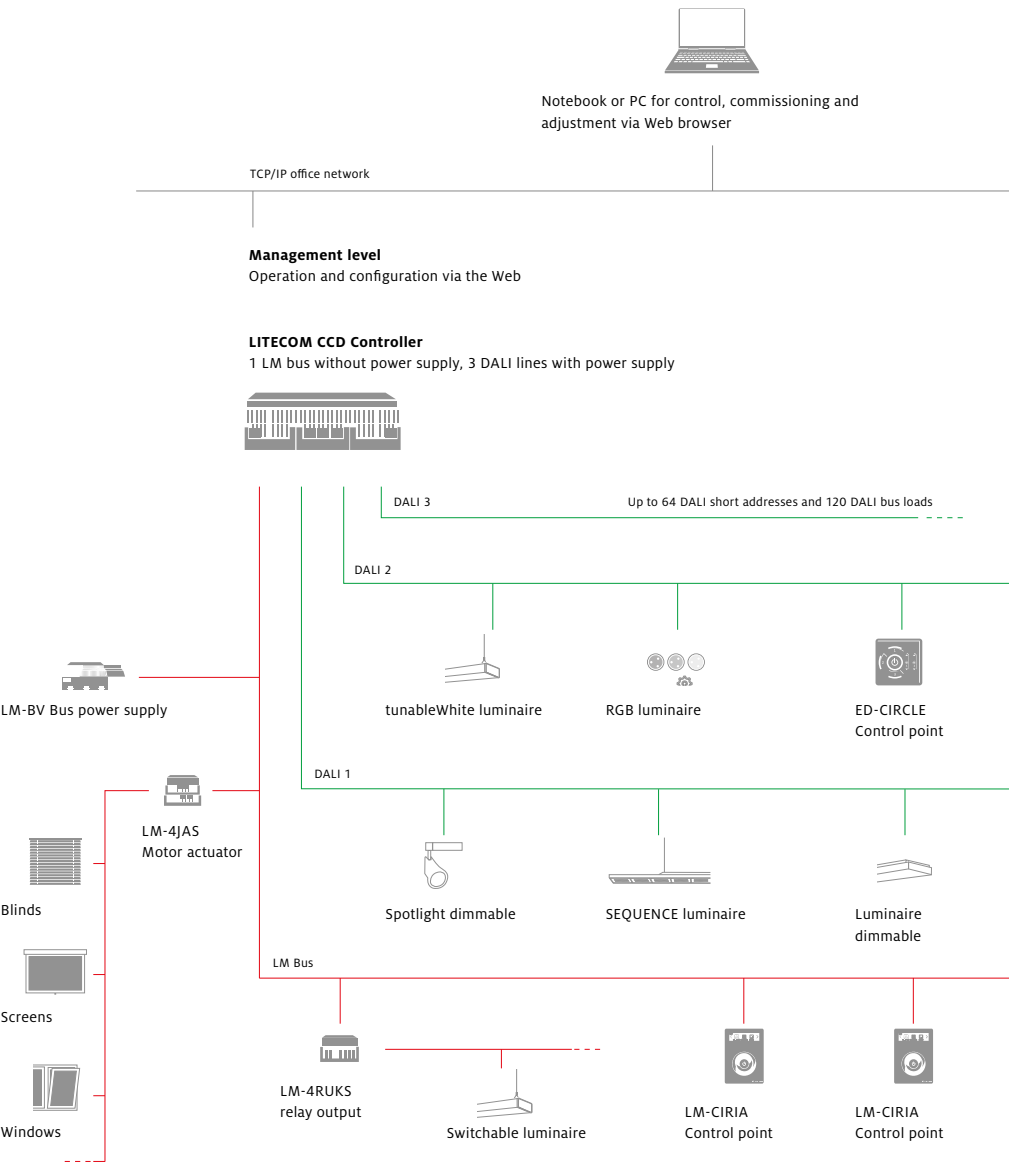 Notebook or PC for control, commissioning and
adjustment via Web browser
TCP/IP office network
Management level
Operation and configuration via the Web
LITECOM CCD Controller
1 LM bus without power supply, 3 DALI lines with power supply
DALI 3
Up to 64 DALI short addresses and 120 DALI bus loads
DALI 2
LM-BV Bus power supply
tunableWhite luminaire
RGB luminaire
ED-CIRCLE
Control point
DALI 1
LM-4JAS
Motor actuator
Blinds
Spotlight dimmable
SEQUENCE luminaire
Luminaire
dimmable
LM Bus
Screens
LM-4RUKS
relay output
Windows
Switchable luminaire
LM-CIRIA
Control point
LM-CIRIA
Control point